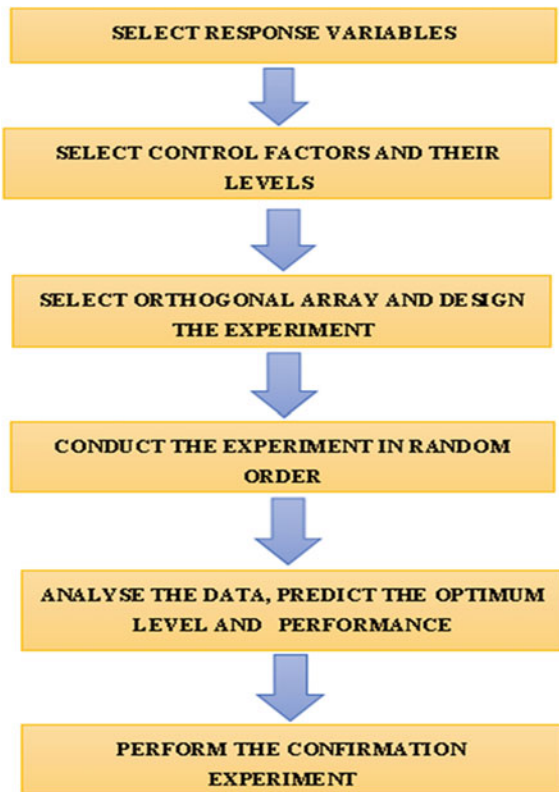 SELECT RESPONSE VARIABLES
SELECT CONTROL FACTORS AND THEIR
LEVELS
SELECT ORTHOGONAL ARRAY AND DESIGN
THE EXPERIMENT
CONDUCT THE EXPERIMENT IN RANDOM
ORDER
ANALYSE THE DATA, PREDICT THE OPTIMUM
LEVEL AND PERFORMANCE
PERFORM THE CONFIRMATION
EXPERIMENT